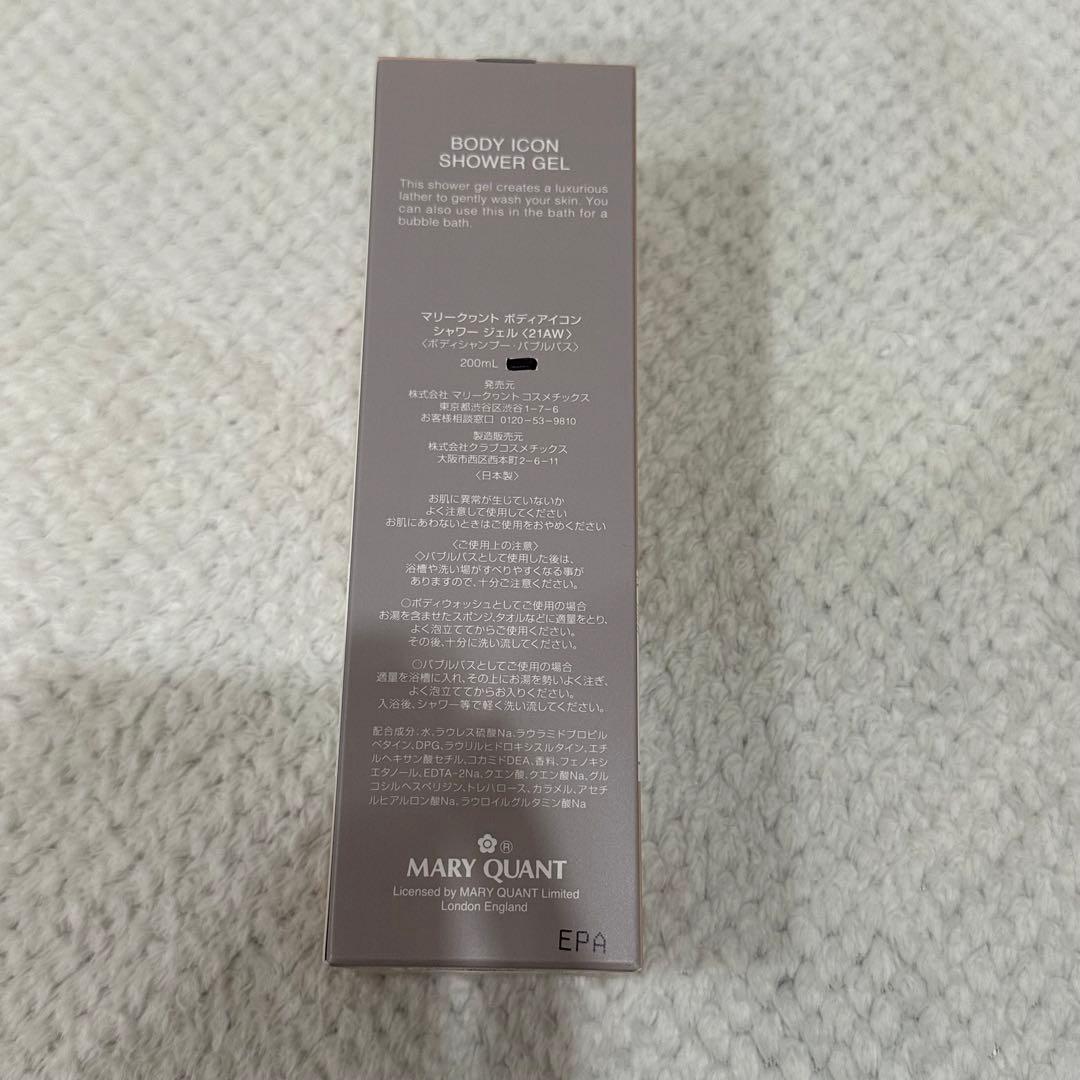 BODY ICON
SHOWER GEL
This shower gel creates a luxurious
lather to gently wash your skin. You
can also use this in the bath for a
bubble bath.
マリークヮント ボディアイコン
シャワー ジェル〈21AW〉
〈ボディシャンプー・バブルバス〉
200mL
発売元
株式会社 マリークヮント コスメチックス
東京都渋谷区渋谷1-7-6
お客様相談窓口 0120-53-9810
製造販売元
株式会社クラブコスメチックス
大阪市西区西本町2-6-11
〈日本製〉
お肌に異常が生じていないか
よく注意して使用してください
お肌にあわないときはご使用をおやめください
〈ご使用上の注意〉
◇バブルバスとして使用した後は、
浴槽や洗い場がすべりやすくなる事が
ありますので、十分ご注意ください。
○ボディウォッシュとしてご使用の場合
お湯を含ませたスポンジ、タオルなどに適量をとり、
よく泡立ててからご使用ください。
その後、十分に洗い流してください。
○バブルバスとしてご使用の場合
適量を浴槽に入れ、その上にお湯を勢いよく注ぎ、
よく泡立ててからお入りください。
入浴後、シャワー等で軽く洗い流してください。
配合成分:水、ラウレス硫酸Na、ラウラミドプロピル
ベタイン、DPG、ラウリルヒドロキシスルタイン、エチ
ルヘキサン酸セチル、コカミドDEA、香料、フェノキシ
エタノール、EDTA-2Na、クエン酸、クエン酸Na、グル
コシルヘスペリジン、トレハロース、カラメル、アセチ
ルヒアルロン酸Na、ラウロイルグルタミン酸Na
®
MARY QUANT
Licensed by MARY QUANT Limited
London England
EPA